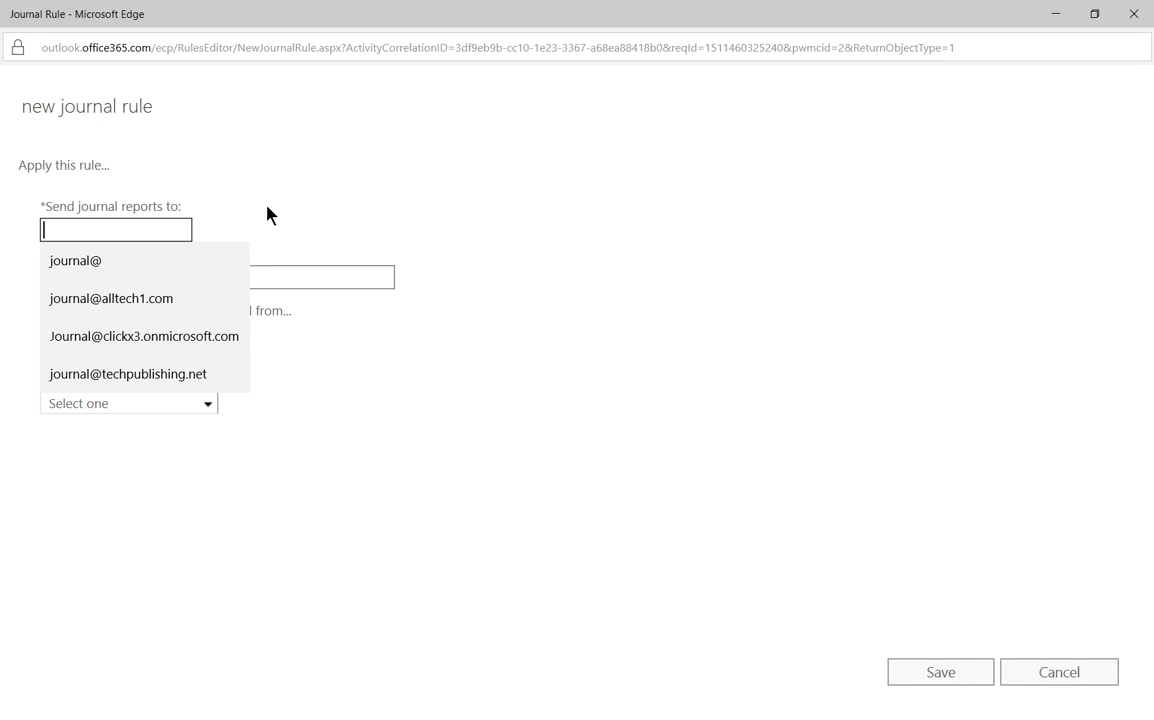 Journal Rule - Microsoft Edge
outlook.office365.com/ecp/RulesEditor/NewJournalRule.aspx?ActivityCorrelationID=3df9eb9b-cc10-1e23-3367-a68ea88418b0&reqId=1511460325240&pwmcid=2&ReturnObjectType=1
new journal rule
Apply this rule...
*Send journal reports to:
journal@
journal@alltech1.com
from...
Journal@clickx3.onmicrosoft.com
journal@techpublishing.net
Select one
Save Cancel